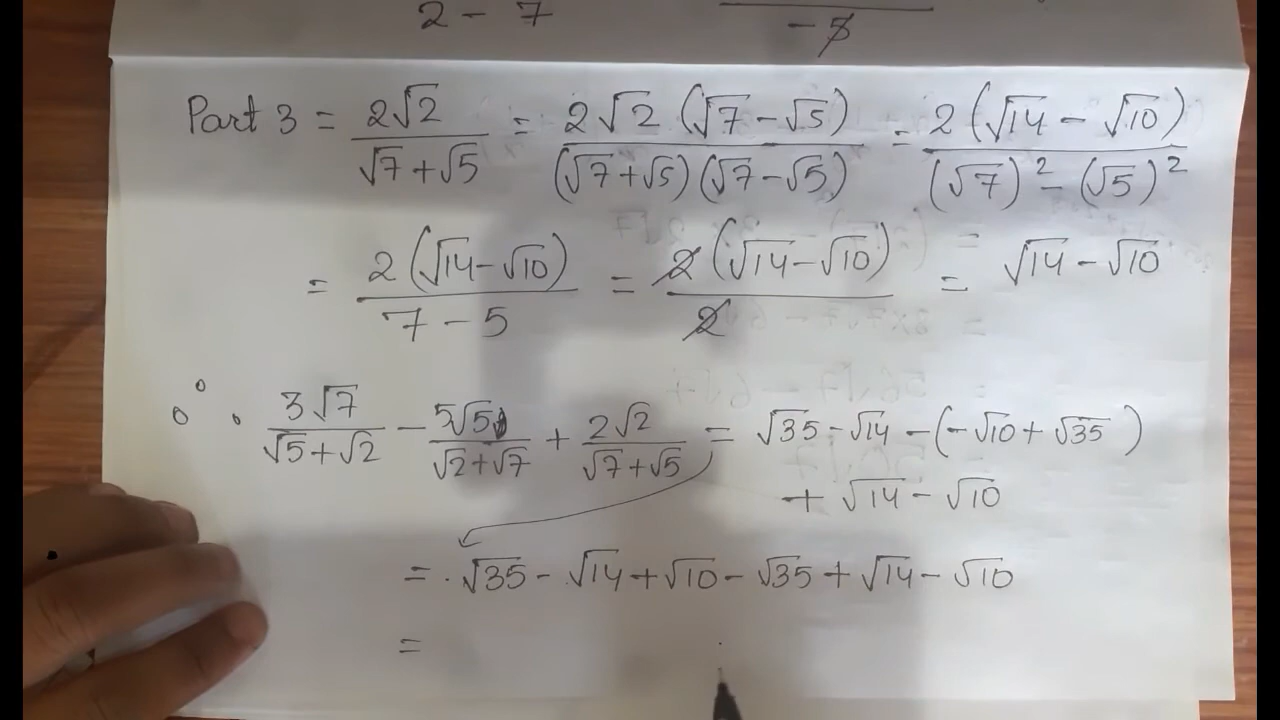 2 - 7 / -5
Part 3 = 2√2 / (√7+√5) = 2√2 (√7-√5) / (√7+√5)(√7-√5) = 2(√14 - √10) / (√7)² - (√5)²
= 2(√14-√10) / 7 - 5 = 2(√14-√10) / 2 = √14 - √10
∴ 3√7 / (√5+√2) - 5√5 / (√2+√7) + 2√2 / (√7+√5) = √35-√14-(-√10+√35)
+ √14-√10
= √35 - √14+√10-√35+√14-√10
=